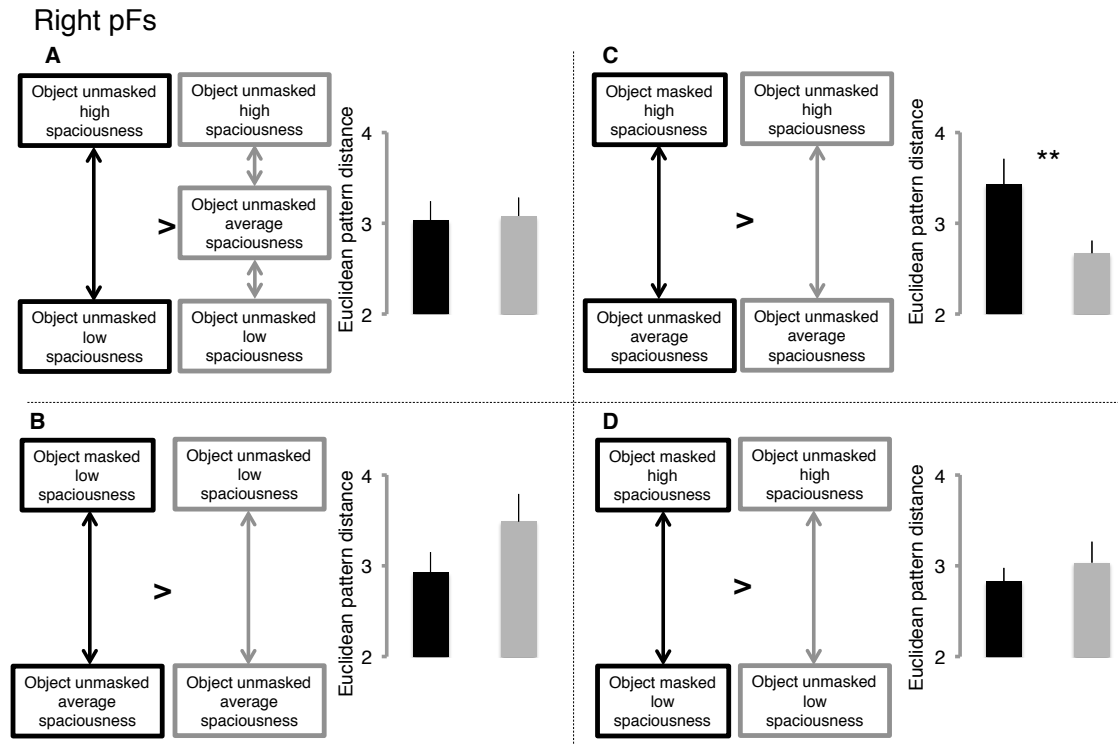 Right pFs
A
Object unmasked
high
spaciousness
Object unmasked
high
spaciousness
Object unmasked
average
spaciousness
>
Object unmasked
low
spaciousness
Object unmasked
low
spaciousness
Euclidean pattern distance
4
3
2
C
Object masked
high
spaciousness
Object unmasked
high
spaciousness
>
Object unmasked
average
spaciousness
Object unmasked
average
spaciousness
Euclidean pattern distance
4
3
2
**
B
Object masked
low
spaciousness
Object unmasked
low
spaciousness
>
Object unmasked
average
spaciousness
Object unmasked
average
spaciousness
Euclidean pattern distance
4
3
2
D
Object masked
high
spaciousness
Object unmasked
high
spaciousness
>
Object masked
low
spaciousness
Object unmasked
low
spaciousness
Euclidean pattern distance
4
3
2